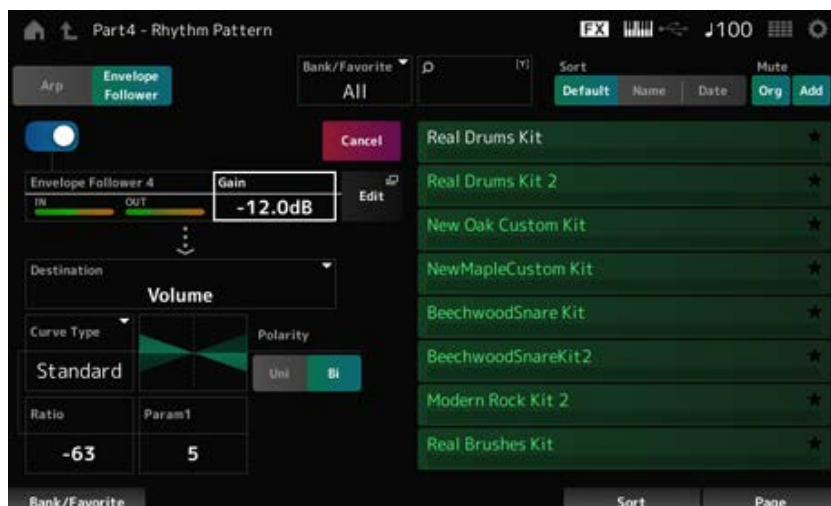 Part4 - Rhythm Pattern
FX
♩100
Arp
Envelope
Follower
Bank/Favorite
All
[Y]
Sort
Default
Name
Date
Mute
Org
Add
Cancel
Envelope Follower 4
IN
OUT
Gain
-12.0dB
Edit
Destination
Volume
Curve Type
Standard
Polarity
Uni
Bi
Ratio
-63
Param1
5
Real Drums Kit
Real Drums Kit 2
New Oak Custom Kit
NewMapleCustom Kit
BeechwoodSnare Kit
BeechwoodSnareKit2
Modern Rock Kit 2
Real Brushes Kit
Bank/Favorite
Sort
Page